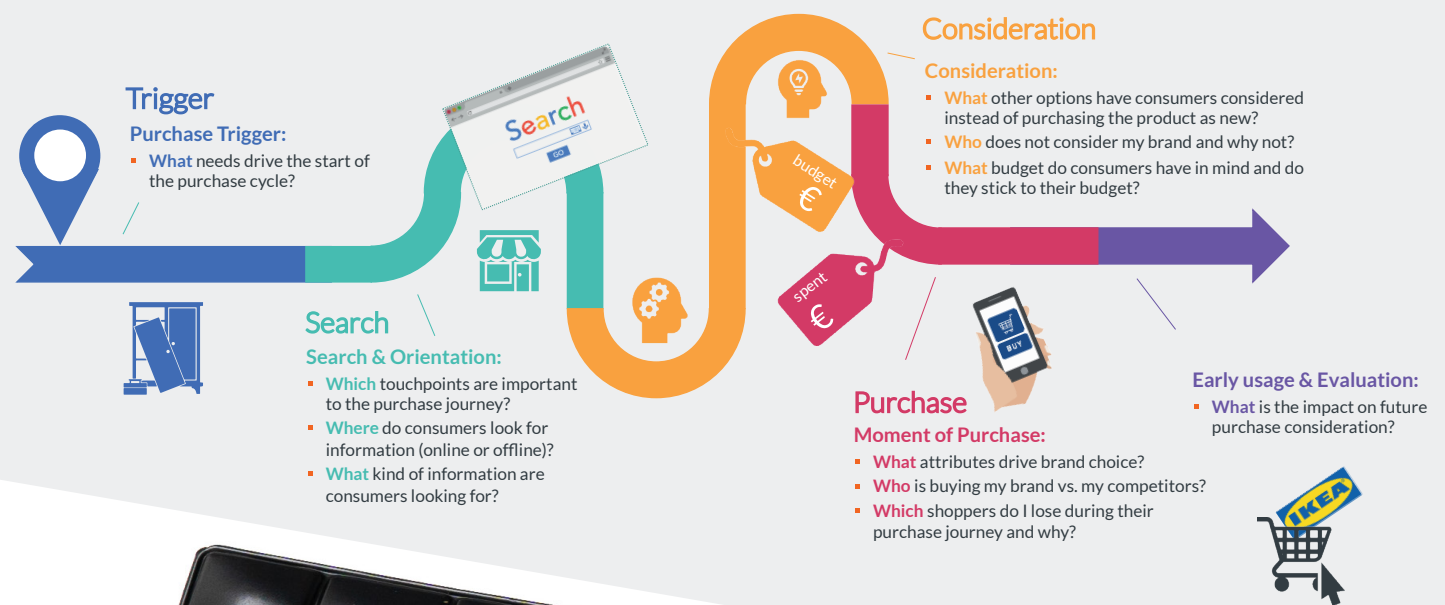 Trigger
Purchase Trigger:
What needs drive the start of
the purchase cycle?
Search
GO
Search
Search & Orientation:
Which touchpoints are important
to the purchase journey?
Where do consumers look for
information (online or offline)?
What kind of information are
consumers looking for?
Consideration
Consideration:
What other options have consumers considered
instead of purchasing the product as new?
Who does not consider my brand and why not?
What budget do consumers have in mind and do
they stick to their budget?
budget
€
spent
€
BUY
Purchase
Moment of Purchase:
What attributes drive brand choice?
Who is buying my brand vs. my competitors?
Which shoppers do I lose during their
purchase journey and why?
Early usage & Evaluation:
What is the impact on future
purchase consideration?
IKEA